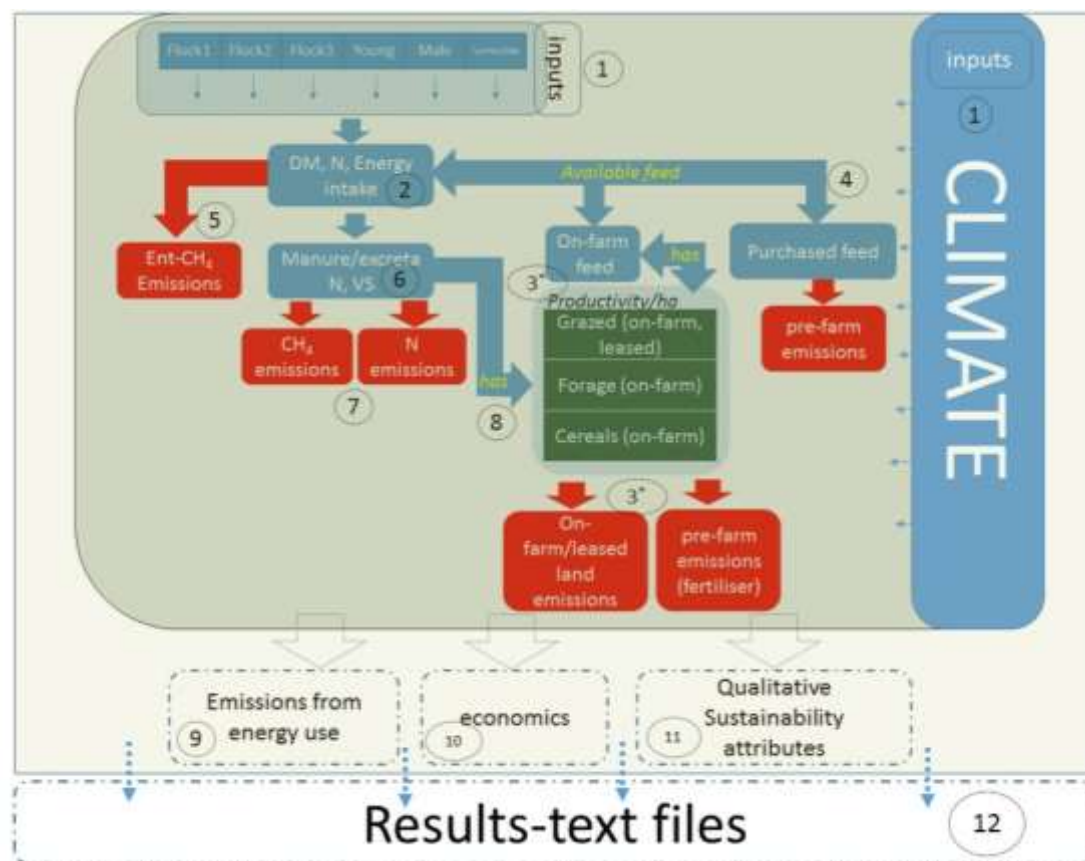 Flock1 Flock2 Flock3 Young Male
inputs
1
inputs
1
CLIMATE
DM, N, Energy
intake
2
Available feed
4
5
Ent-CH₄
Emissions
Manure/excreta
N, VS
6
On-farm
feed
has
Purchased feed
3*
Productivity/ha
Grazed (on-farm,
leased)
Forage (on-farm)
Cereals (on-farm)
pre-farm
emissions
CH₄
emissions
N
emissions
7
has
8
3*
On-
farm/leased
land
emissions
pre-farm
emissions
(fertiliser)
Emissions from
energy use
9
economics
10
Qualitative
Sustainability
attributes
11
Results-text files
12